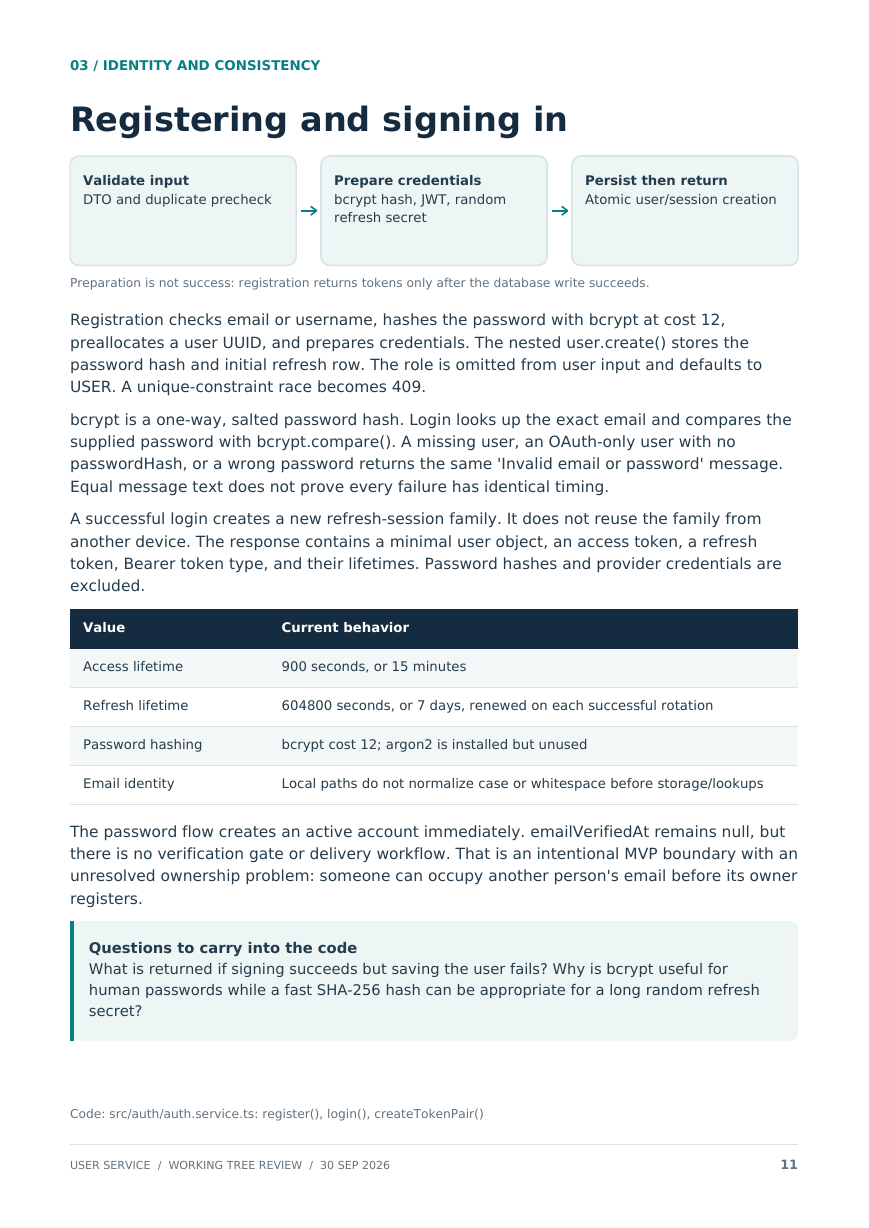 03 / IDENTITY AND CONSISTENCY
Registering and signing in
Validate input
DTO and duplicate precheck
Prepare credentials
bcrypt hash, JWT, random
refresh secret
Persist then return
Atomic user/session creation
Preparation is not success: registration returns tokens only after the database write succeeds.
Registration checks email or username, hashes the password with bcrypt at cost 12,
preallocates a user UUID, and prepares credentials. The nested user.create() stores the
password hash and initial refresh row. The role is omitted from user input and defaults to
USER. A unique-constraint race becomes 409.
bcrypt is a one-way, salted password hash. Login looks up the exact email and compares the
supplied password with bcrypt.compare(). A missing user, an OAuth-only user with no
passwordHash, or a wrong password returns the same 'Invalid email or password' message.
Equal message text does not prove every failure has identical timing.
A successful login creates a new refresh-session family. It does not reuse the family from
another device. The response contains a minimal user object, an access token, a refresh
token, Bearer token type, and their lifetimes. Password hashes and provider credentials are
excluded.
Value Current behavior
Access lifetime 900 seconds, or 15 minutes
Refresh lifetime 604800 seconds, or 7 days, renewed on each successful rotation
Password hashing bcrypt cost 12; argon2 is installed but unused
Email identity Local paths do not normalize case or whitespace before storage/lookups
The password flow creates an active account immediately. emailVerifiedAt remains null, but
there is no verification gate or delivery workflow. That is an intentional MVP boundary with an
unresolved ownership problem: someone can occupy another person's email before its owner
registers.
Questions to carry into the code
What is returned if signing succeeds but saving the user fails? Why is bcrypt useful for
human passwords while a fast SHA-256 hash can be appropriate for a long random refresh
secret?
Code: src/auth/auth.service.ts: register(), login(), createTokenPair()
USER SERVICE / WORKING TREE REVIEW / 30 SEP 2026 11